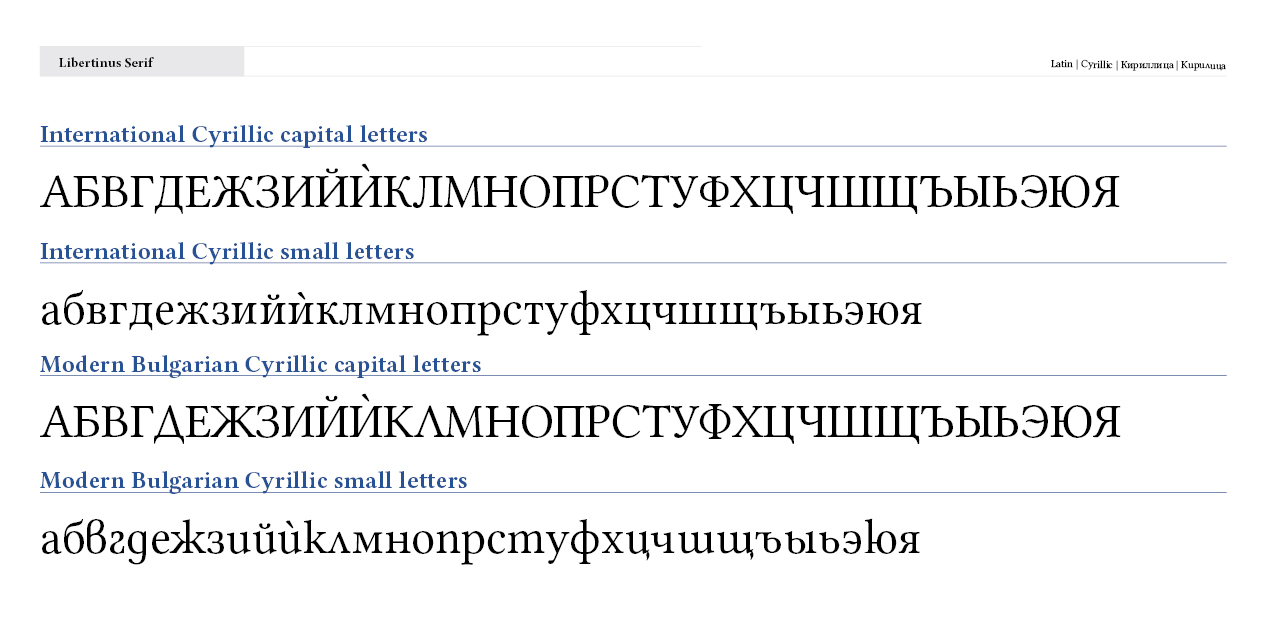 Libertinus Serif
Latin | Cyrillic | Кириллица | Кирилица
International Cyrillic capital letters
АБВГДЕЖЗИЙЍКЛМНОПРСТУФХЦЧШЩЪЫЬЭЮЯ
International Cyrillic small letters
абвгдежзийѝклмнопрстуфхцчшщъыьэюя
Modern Bulgarian Cyrillic capital letters
АБВГДЕЖЗИЙЍКЛМНОПРСТУФХЦЧШЩЪЫЬЭЮЯ
Modern Bulgarian Cyrillic small letters
абвгдежзийѝклмнопрстуфхцчшщъыьэюя